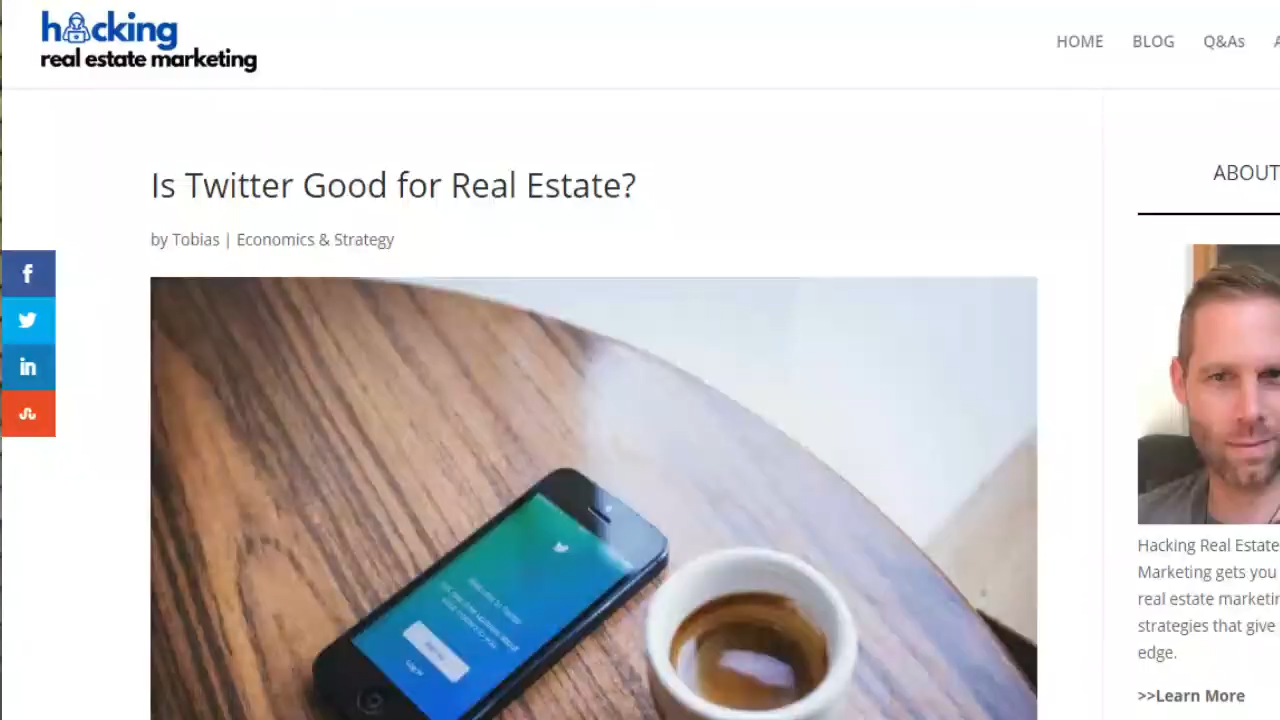 hacking
real estate marketing
HOME BLOG Q&As
Is Twitter Good for Real Estate?
by Tobias | Economics & Strategy
f
in
ABOUT
Hacking Real Estate
Marketing gets you
real estate
strategies that give
edge.
>>Learn More